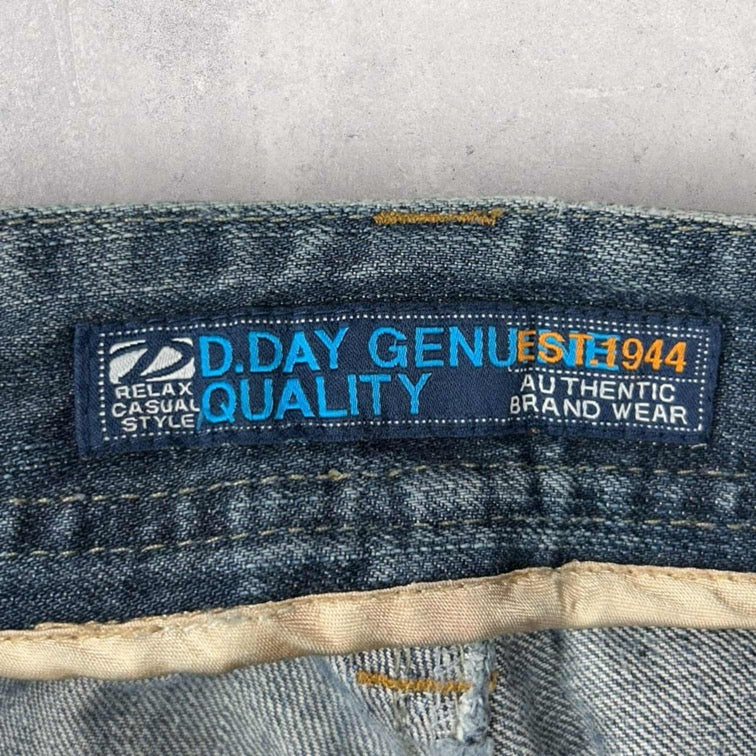 D.DAY GENUINE
QUALITY
RELAX
CASUAL
STYLE
EST.1944
AUTHENTIC
BRAND WEAR